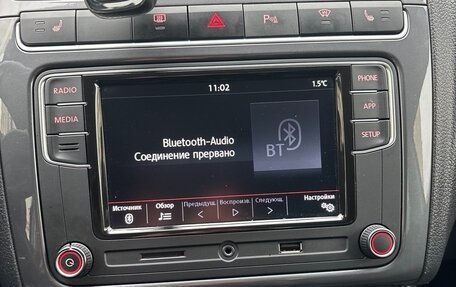 11:02
1.5°C
RADIO
MEDIA
PHONE
APP
SETUP
Bluetooth-Audio
Соединение прервано
BT
Источник
Обзор
Предыдущ.
Воспроизв.
Следующ.
Настройки